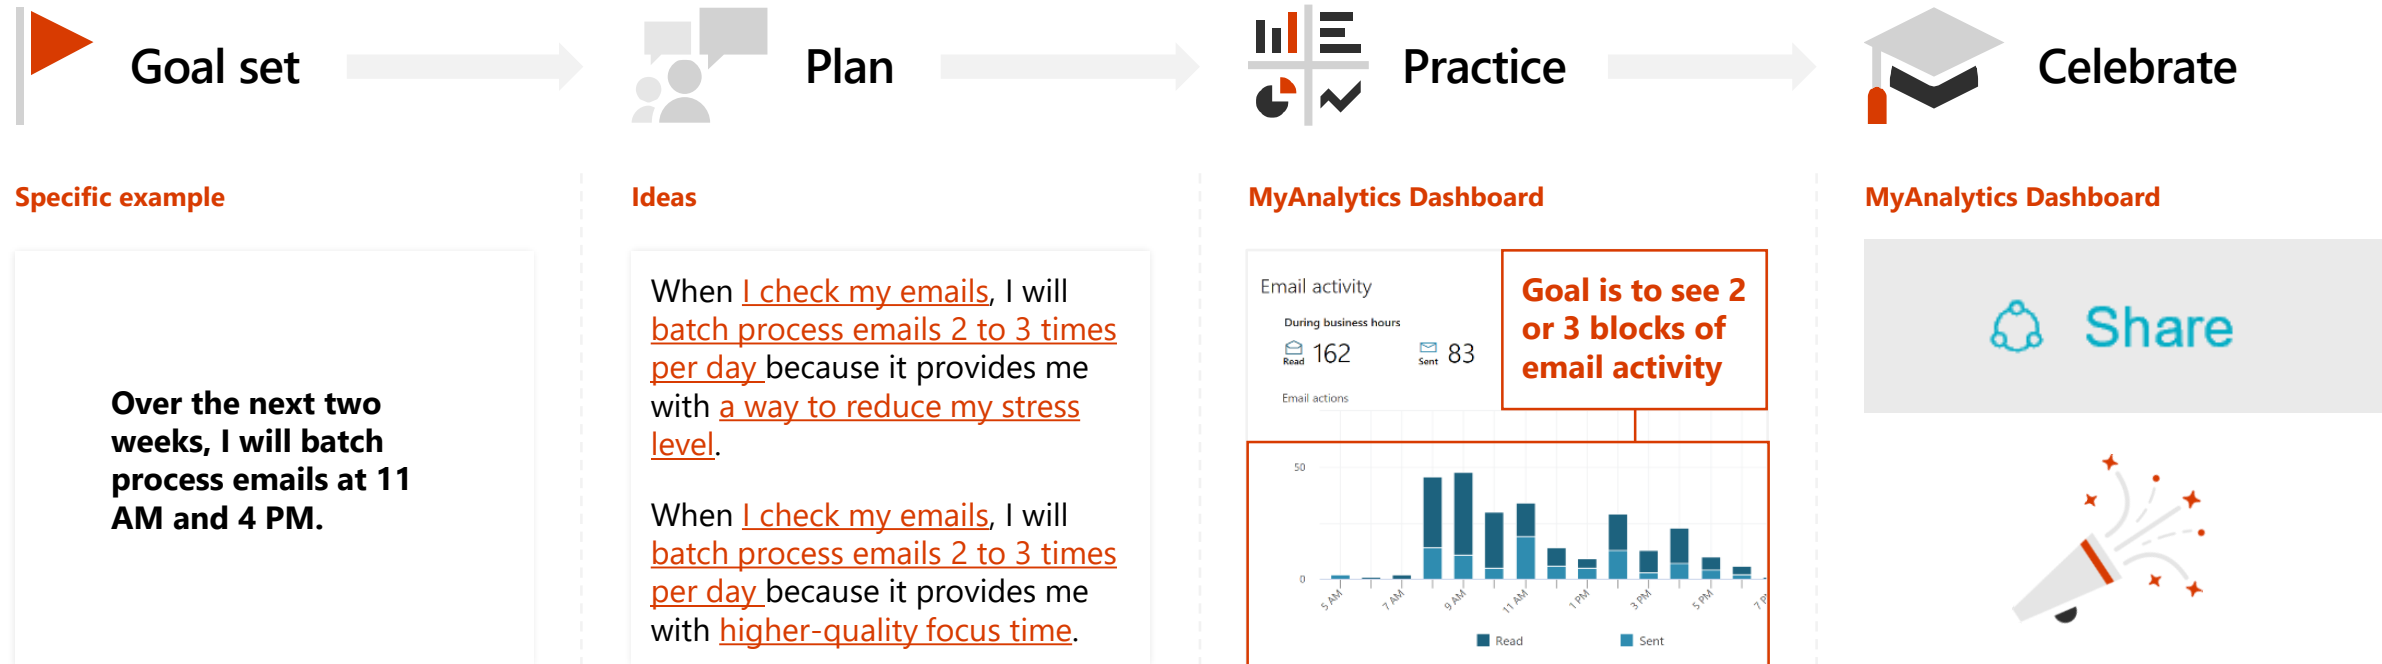 Goal set
Plan
Practice
Celebrate
Specific example
Over the next two
weeks, I will batch
process emails at 11
AM and 4 PM.
Ideas
When I check my emails, I will
batch process emails 2 to 3 times
per day because it provides me
with a way to reduce my stress
level.
When I check my emails, I will
batch process emails 2 to 3 times
per day because it provides me
with higher-quality focus time.
MyAnalytics Dashboard
Email activity
During business hours
Read 162
Sent 83
Goal is to see 2
or 3 blocks of
email activity
Email actions
50
0
5 AM
7 AM
9 AM
11 AM
1 PM
3 PM
5 PM
7 P
Read
Sent
MyAnalytics Dashboard
Share